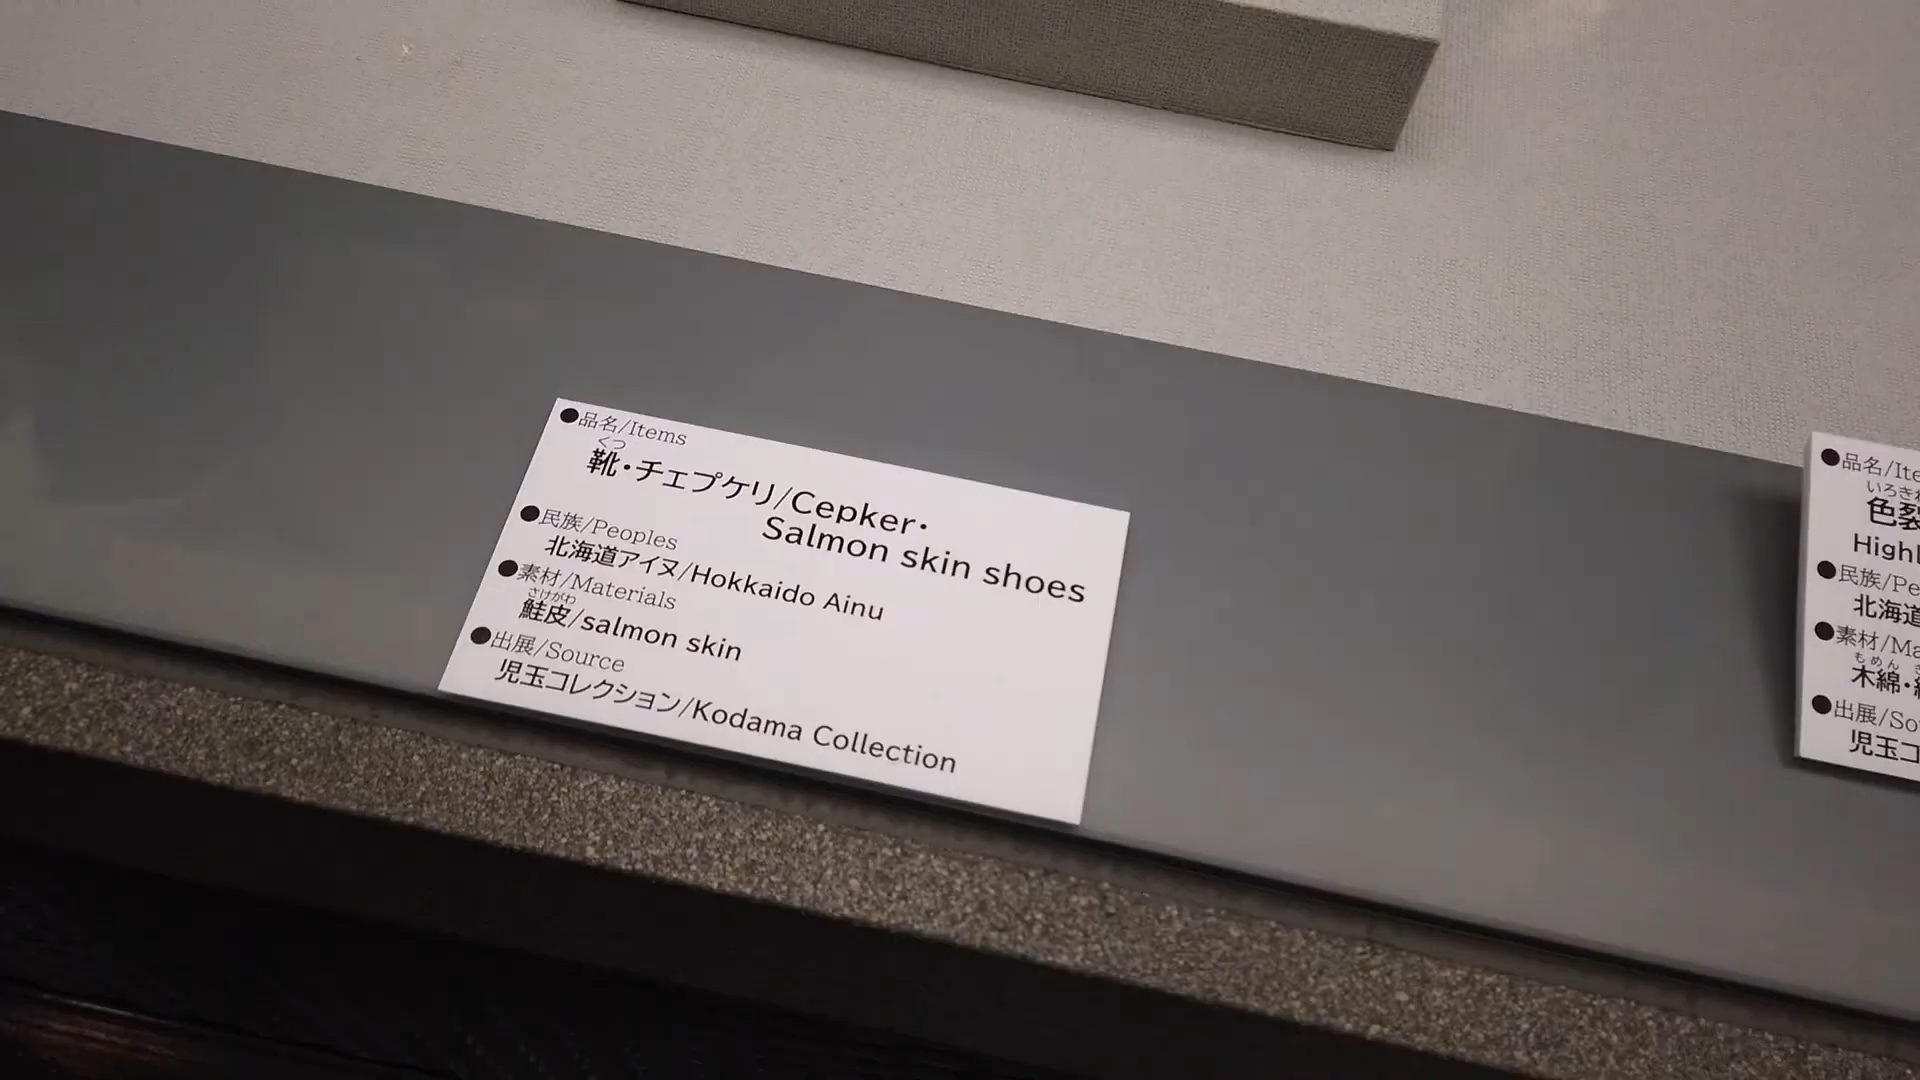 ●品名/Items
くつ
靴・チェプケリ/Cepker・
Salmon skin shoes
●民族/Peoples
北海道アイヌ/Hokkaido Ainu
●素材/Materials
さけがわ
鮭皮/salmon skin
●出展/Source
児玉コレクション/Kodama Collection
●品名/Ite
いろきれ
色裂
Highl
●民族/Pe
北海道
●素材/Ma
もめん
木綿・
●出展/So
児玉コ